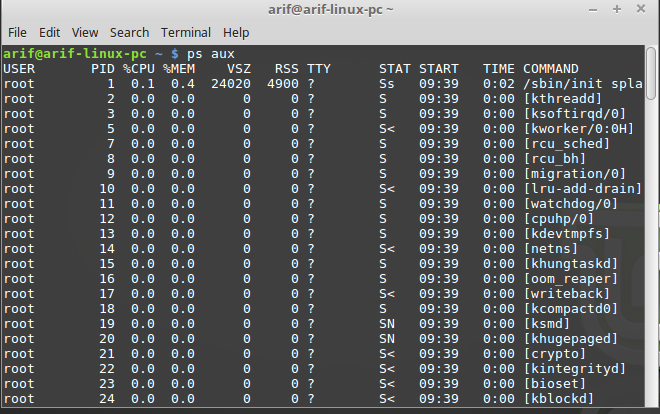 arif@arif-linux-pc ~
File Edit View Search Terminal Help
arif@arif-linux-pc ~ $ ps aux
USER PID %CPU %MEM VSZ RSS TTY STAT START TIME COMMAND
root 1 0.1 0.4 24020 4900 ? Ss 09:39 0:02 /sbin/init spla
root 2 0.0 0.0 0 0 ? S 09:39 0:00 [kthreadd]
root 3 0.0 0.0 0 0 ? S 09:39 0:00 [ksoftirqd/0]
root 5 0.0 0.0 0 0 ? S< 09:39 0:00 [kworker/0:0H]
root 7 0.0 0.0 0 0 ? S 09:39 0:00 [rcu_sched]
root 8 0.0 0.0 0 0 ? S 09:39 0:00 [rcu_bh]
root 9 0.0 0.0 0 0 ? S 09:39 0:00 [migration/0]
root 10 0.0 0.0 0 0 ? S< 09:39 0:00 [lru-add-drain]
root 11 0.0 0.0 0 0 ? S 09:39 0:00 [watchdog/0]
root 12 0.0 0.0 0 0 ? S 09:39 0:00 [cpuhp/0]
root 13 0.0 0.0 0 0 ? S 09:39 0:00 [kdevtmpfs]
root 14 0.0 0.0 0 0 ? S< 09:39 0:00 [netns]
root 15 0.0 0.0 0 0 ? S 09:39 0:00 [khungtaskd]
root 16 0.0 0.0 0 0 ? S 09:39 0:00 [oom_reaper]
root 17 0.0 0.0 0 0 ? S< 09:39 0:00 [writeback]
root 18 0.0 0.0 0 0 ? S 09:39 0:00 [kcompactd0]
root 19 0.0 0.0 0 0 ? SN 09:39 0:00 [ksmd]
root 20 0.0 0.0 0 0 ? SN 09:39 0:00 [khugepaged]
root 21 0.0 0.0 0 0 ? S< 09:39 0:00 [crypto]
root 22 0.0 0.0 0 0 ? S< 09:39 0:00 [kintegrityd]
root 23 0.0 0.0 0 0 ? S< 09:39 0:00 [bioset]
root 24 0.0 0.0 0 0 ? S< 09:39 0:00 [kblockd]